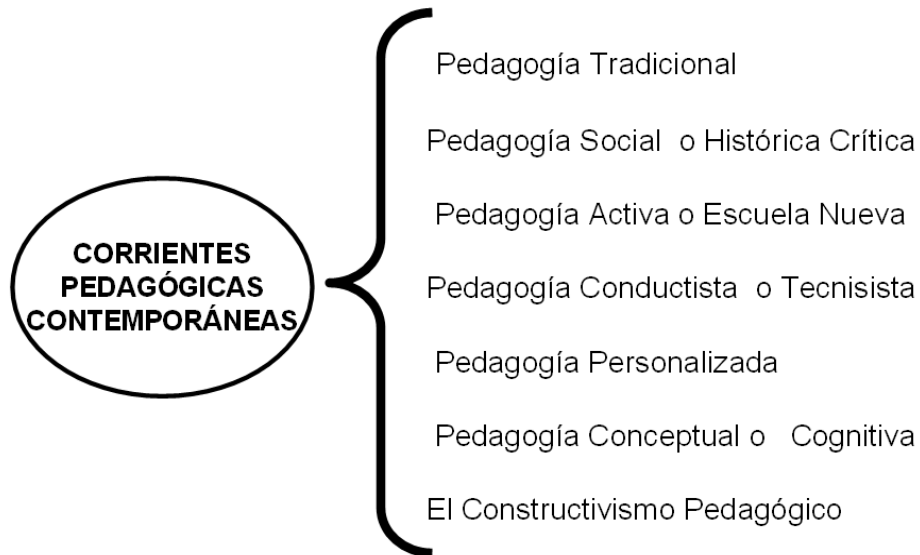 CORRIENTES
PEDAGÓGICAS
CONTEMPORÁNEAS
Pedagogía Tradicional
Pedagogía Social o Histórica Crítica
Pedagogía Activa o Escuela Nueva
Pedagogía Conductista o Tecnisista
Pedagogía Personalizada
Pedagogía Conceptual o Cognitiva
El Constructivismo Pedagógico